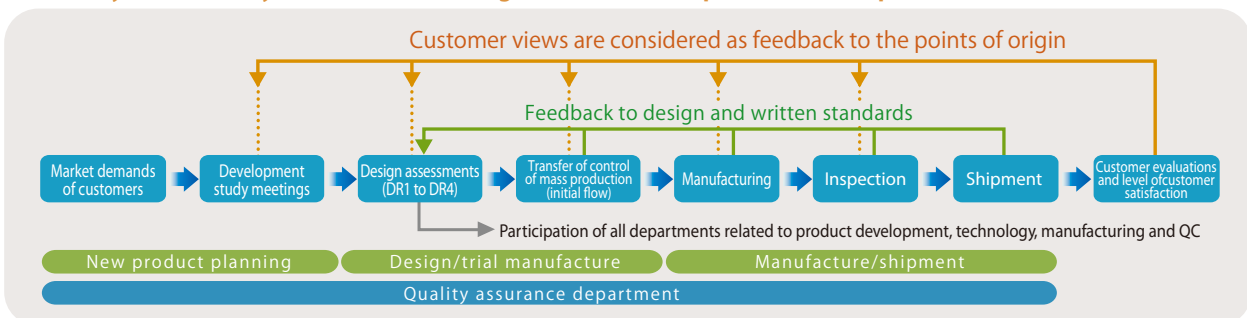 Customer views are considered as feedback to the points of origin
Feedback to design and written standards
Market demands
of customers
Development
study meetings
Design assessments
(DR1 to DR4)
Transfer of control
of mass production
(initial flow)
Manufacturing
Inspection
Shipment
Customer evaluations
and level ofcustomer
satisfaction
Participation of all departments related to product development, technology, manufacturing and QC
New product planning
Design/trial manufacture
Manufacture/shipment
Quality assurance department